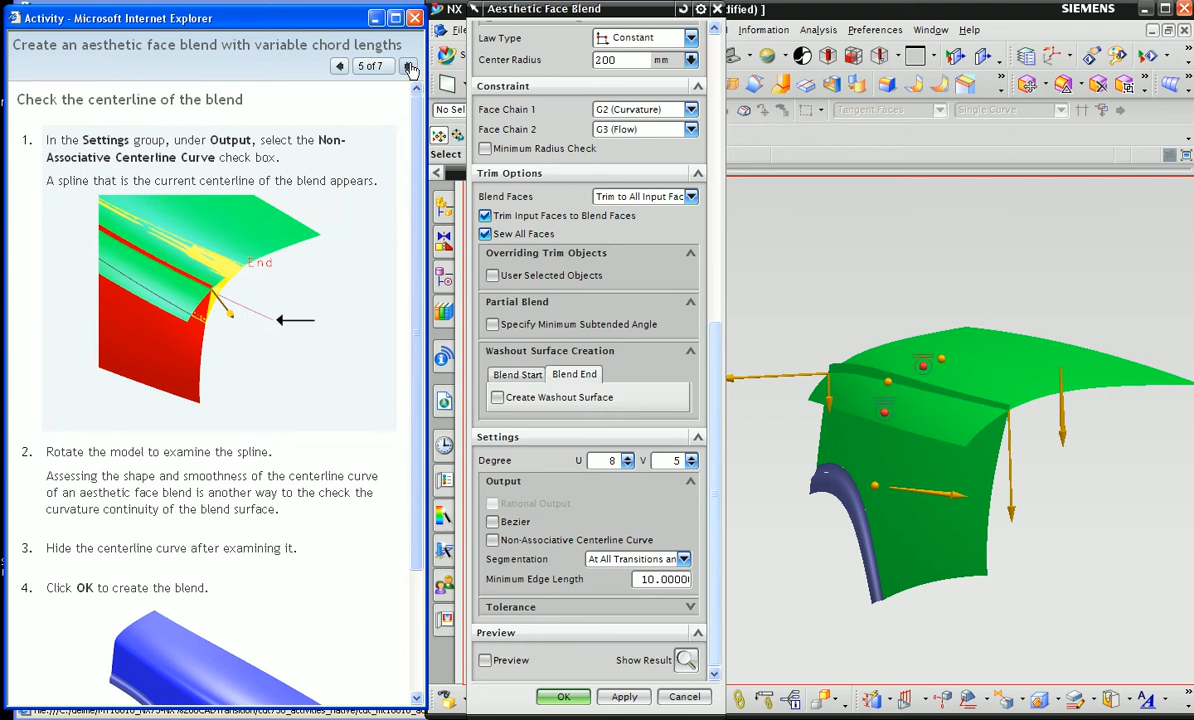 Activity - Microsoft Internet Explorer
Create an aesthetic face blend with variable chord lengths
5 of 7
Check the centerline of the blend
1. In the Settings group, under Output, select the Non-
Associative Centerline Curve check box.
A spline that is the current centerline of the blend appears.
End
2. Rotate the model to examine the spline.
Assessing the shape and smoothness of the centerline curve
of an aesthetic face blend is another way to the check the
curvature continuity of the blend surface.
3. Hide the centerline curve after examining it.
4. Click OK to create the blend.
NX
File
No Sel
Select
Aesthetic Face Blend
Law Type
Constant
Center Radius
200
mm
Constraint
Face Chain 1
G2 (Curvature)
Face Chain 2
G3 (Flow)
Minimum Radius Check
Trim Options
Blend Faces
Trim to All Input Fac
Trim Input Faces to Blend Faces
Sew All Faces
Overriding Trim Objects
User Selected Objects
Partial Blend
Specify Minimum Subtended Angle
Washout Surface Creation
Blend Start
Blend End
Create Washout Surface
Settings
Degree
U
8
V
5
Output
Rational Output
Bezier
Non-Associative Centerline Curve
Segmentation
At All Transitions an
Minimum Edge Length
10.0000
Tolerance
Preview
Preview
Show Result
OK
Apply
Cancel
dified) ]
SIEMENS
Information
Analysis
Preferences
Window
Help
Tangent Faces
Single Curve